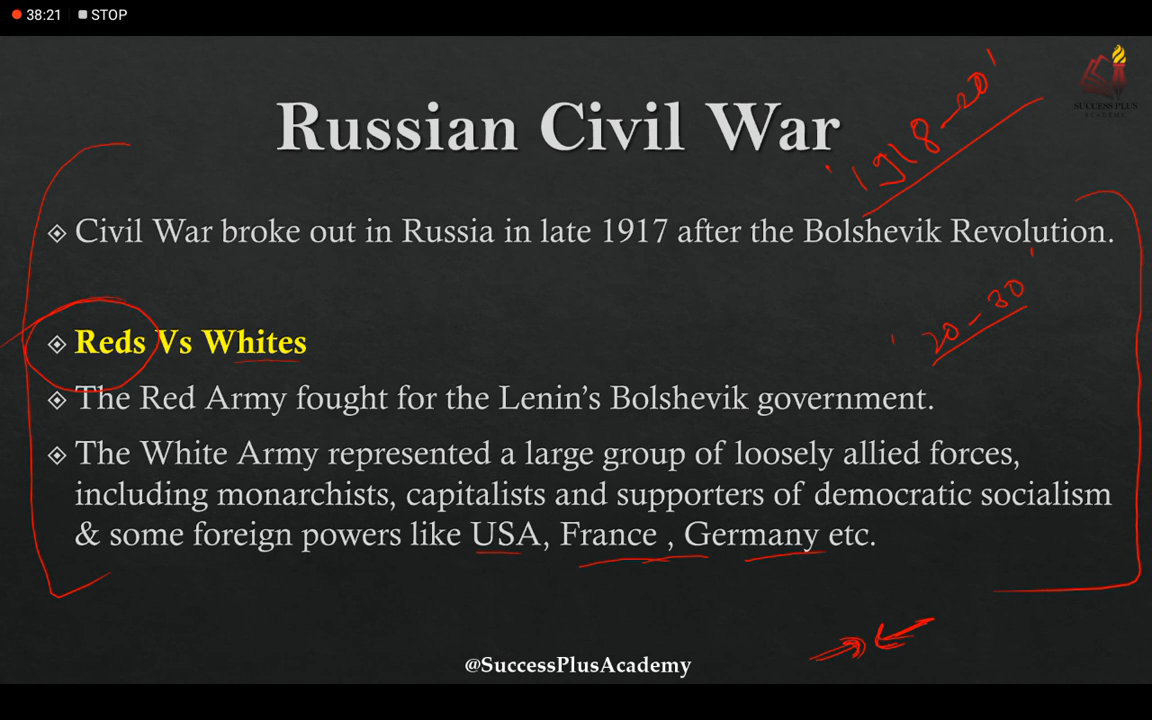 38:21 STOP
SUCCESS PLUS
ACADEMY
Russian Civil War
'1918-20'
Civil War broke out in Russia in late 1917 after the Bolshevik Revolution.
'20-30'
Reds Vs Whites
The Red Army fought for the Lenin's Bolshevik government.
The White Army represented a large group of loosely allied forces,
including monarchists, capitalists and supporters of democratic socialism
& some foreign powers like USA, France , Germany etc.
@SuccessPlusAcademy